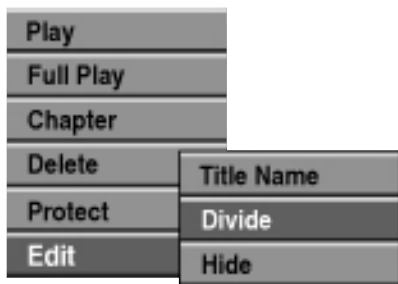 Play
Full Play
Chapter
Delete
Protect
Edit
Title Name
Divide
Hide